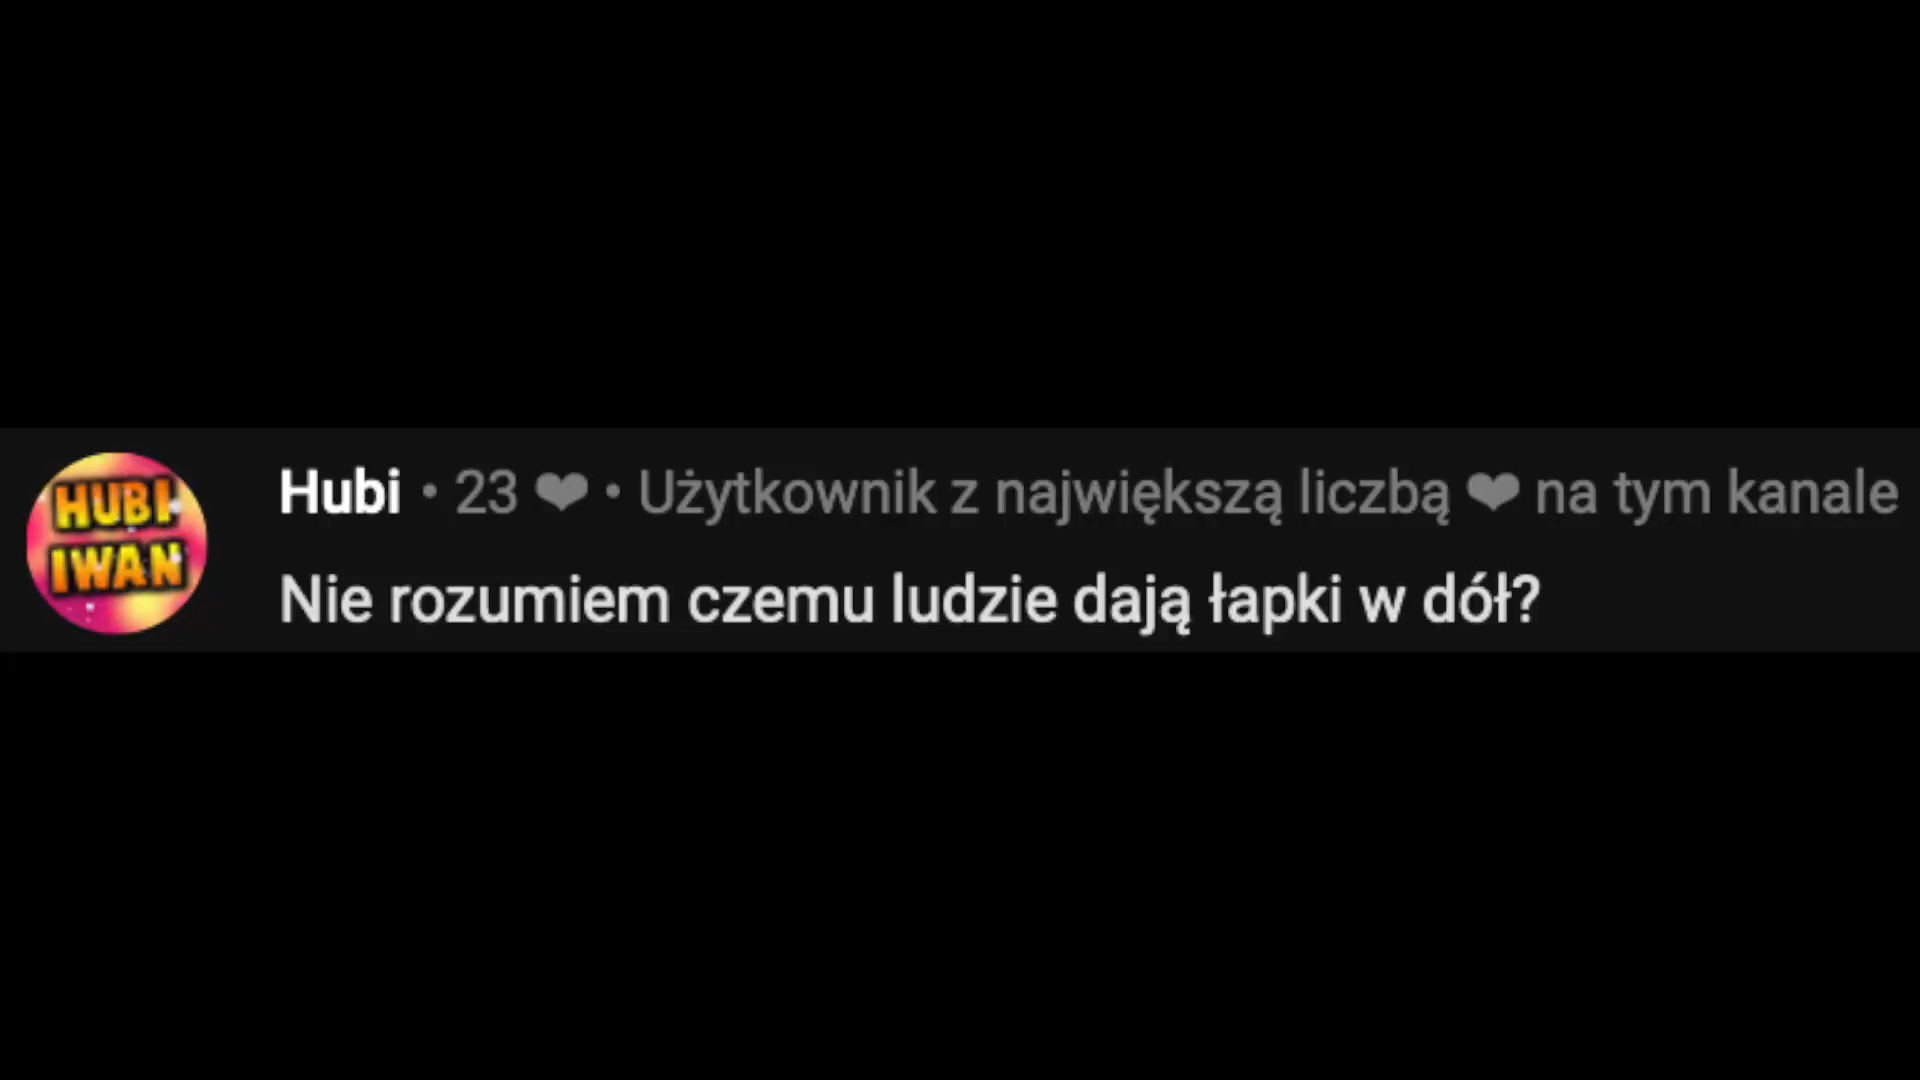 HUBI
IWAN
Hubi • 23 ❤ • Użytkownik z największą liczbą ❤ na tym kanale
Nie rozumiem czemu ludzie dają łapki w dół?